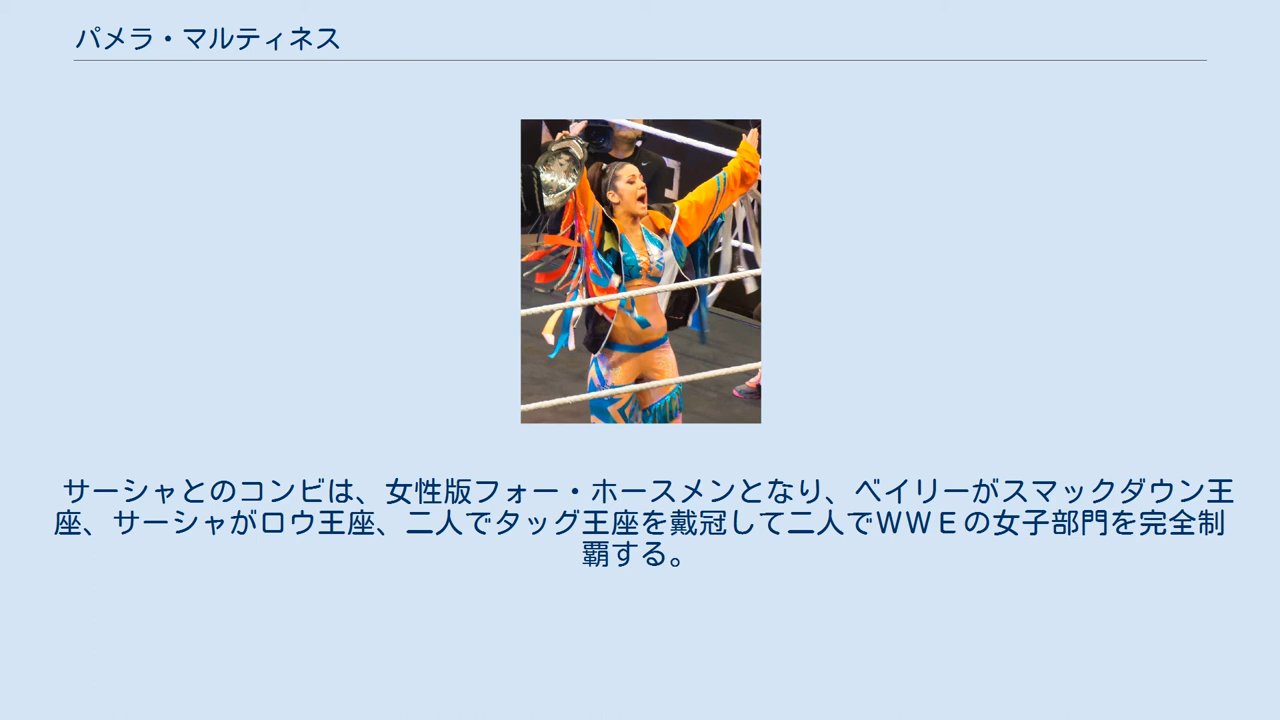 パメラ・マルティネス
サーシャとのコンビは、女性版フォー・ホースメンとなり、ベイリーがスマックダウン王
座、サーシャがロウ王座、二人でタッグ王座を戴冠して二人でＷＷＥの女子部門を完全制
覇する。